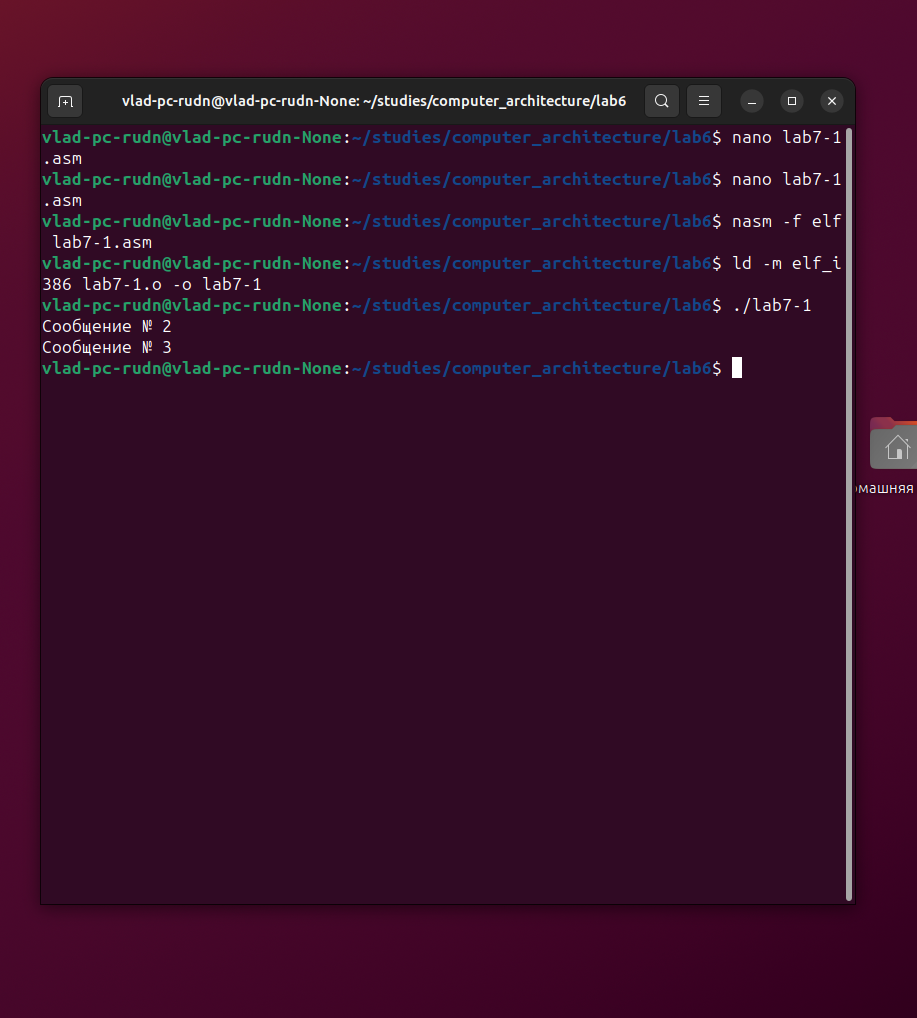 vlad-pc-rudn@vlad-pc-rudn-None: ~/studies/computer_architecture/lab6
vlad-pc-rudn@vlad-pc-rudn-None:~/studies/computer_architecture/lab6$ nano lab7-1
.asm
vlad-pc-rudn@vlad-pc-rudn-None:~/studies/computer_architecture/lab6$ nano lab7-1
.asm
vlad-pc-rudn@vlad-pc-rudn-None:~/studies/computer_architecture/lab6$ nasm -f elf
 lab7-1.asm
vlad-pc-rudn@vlad-pc-rudn-None:~/studies/computer_architecture/lab6$ ld -m elf_i
386 lab7-1.o -o lab7-1
vlad-pc-rudn@vlad-pc-rudn-None:~/studies/computer_architecture/lab6$ ./lab7-1
Сообщение № 2
Сообщение № 3
vlad-pc-rudn@vlad-pc-rudn-None:~/studies/computer_architecture/lab6$
омашняя